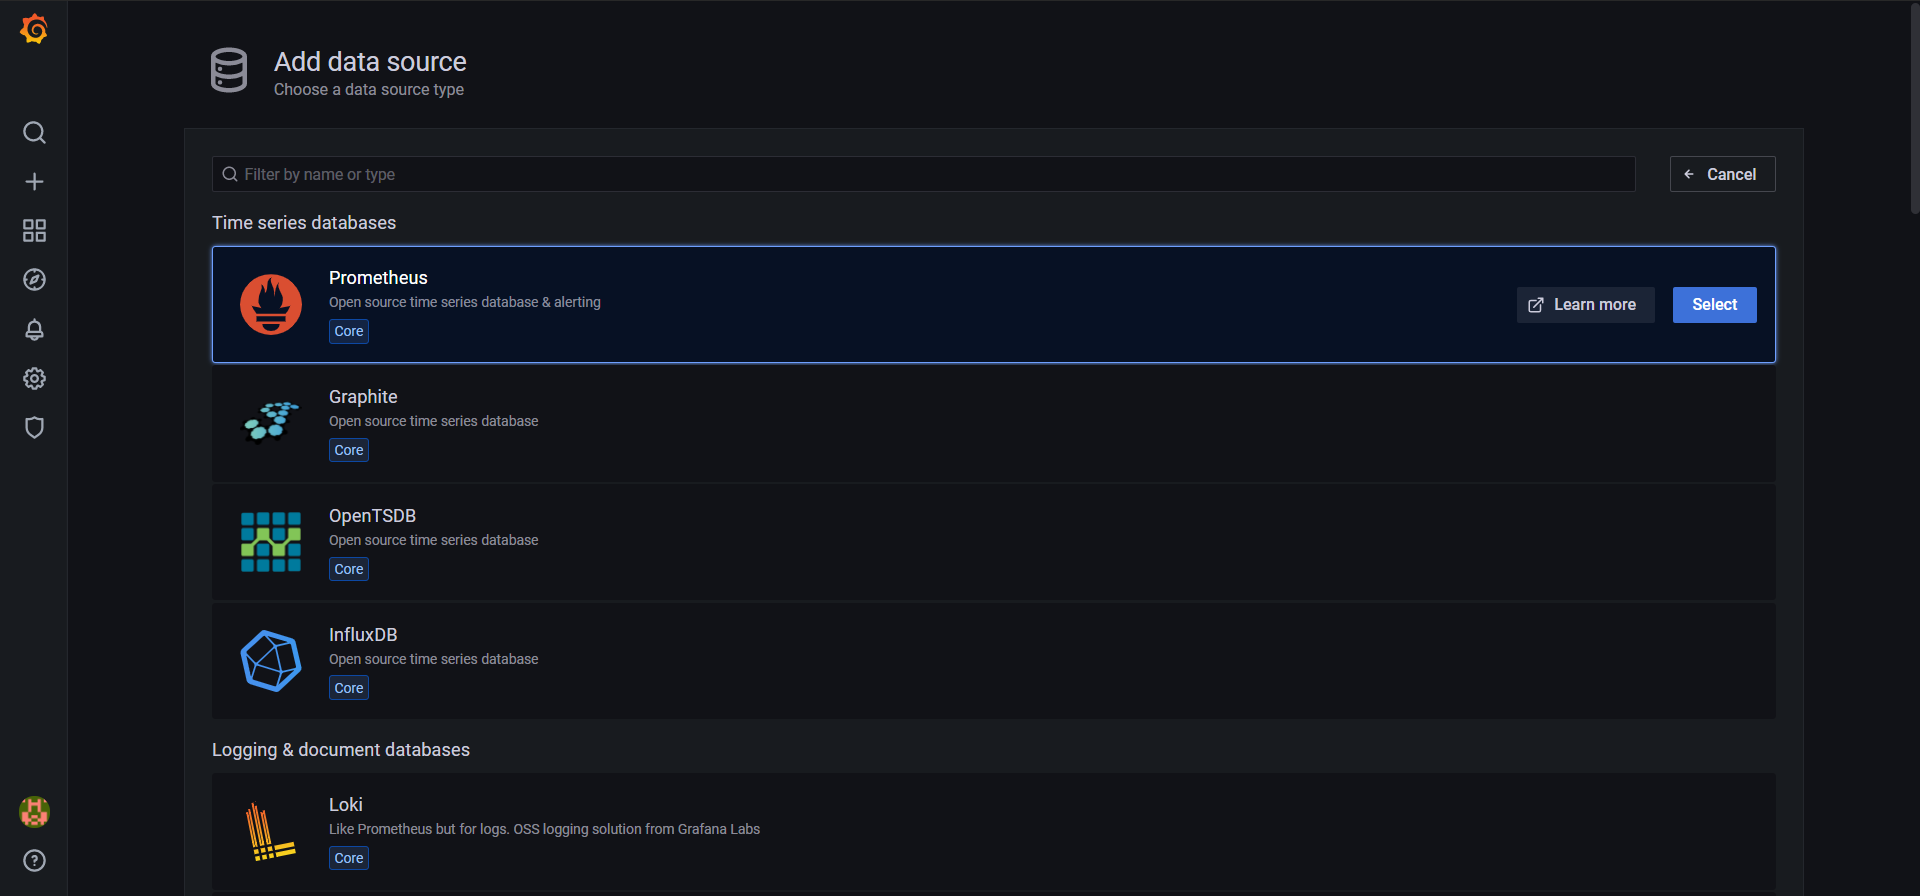 Add data source
Choose a data source type
Filter by name or type
Cancel
Time series databases
Prometheus
Open source time series database & alerting
Core
Learn more
Select
Graphite
Open source time series database
Core
OpenTSDB
Open source time series database
Core
InfluxDB
Open source time series database
Core
Logging & document databases
Loki
Like Prometheus but for logs. OSS logging solution from Grafana Labs
Core